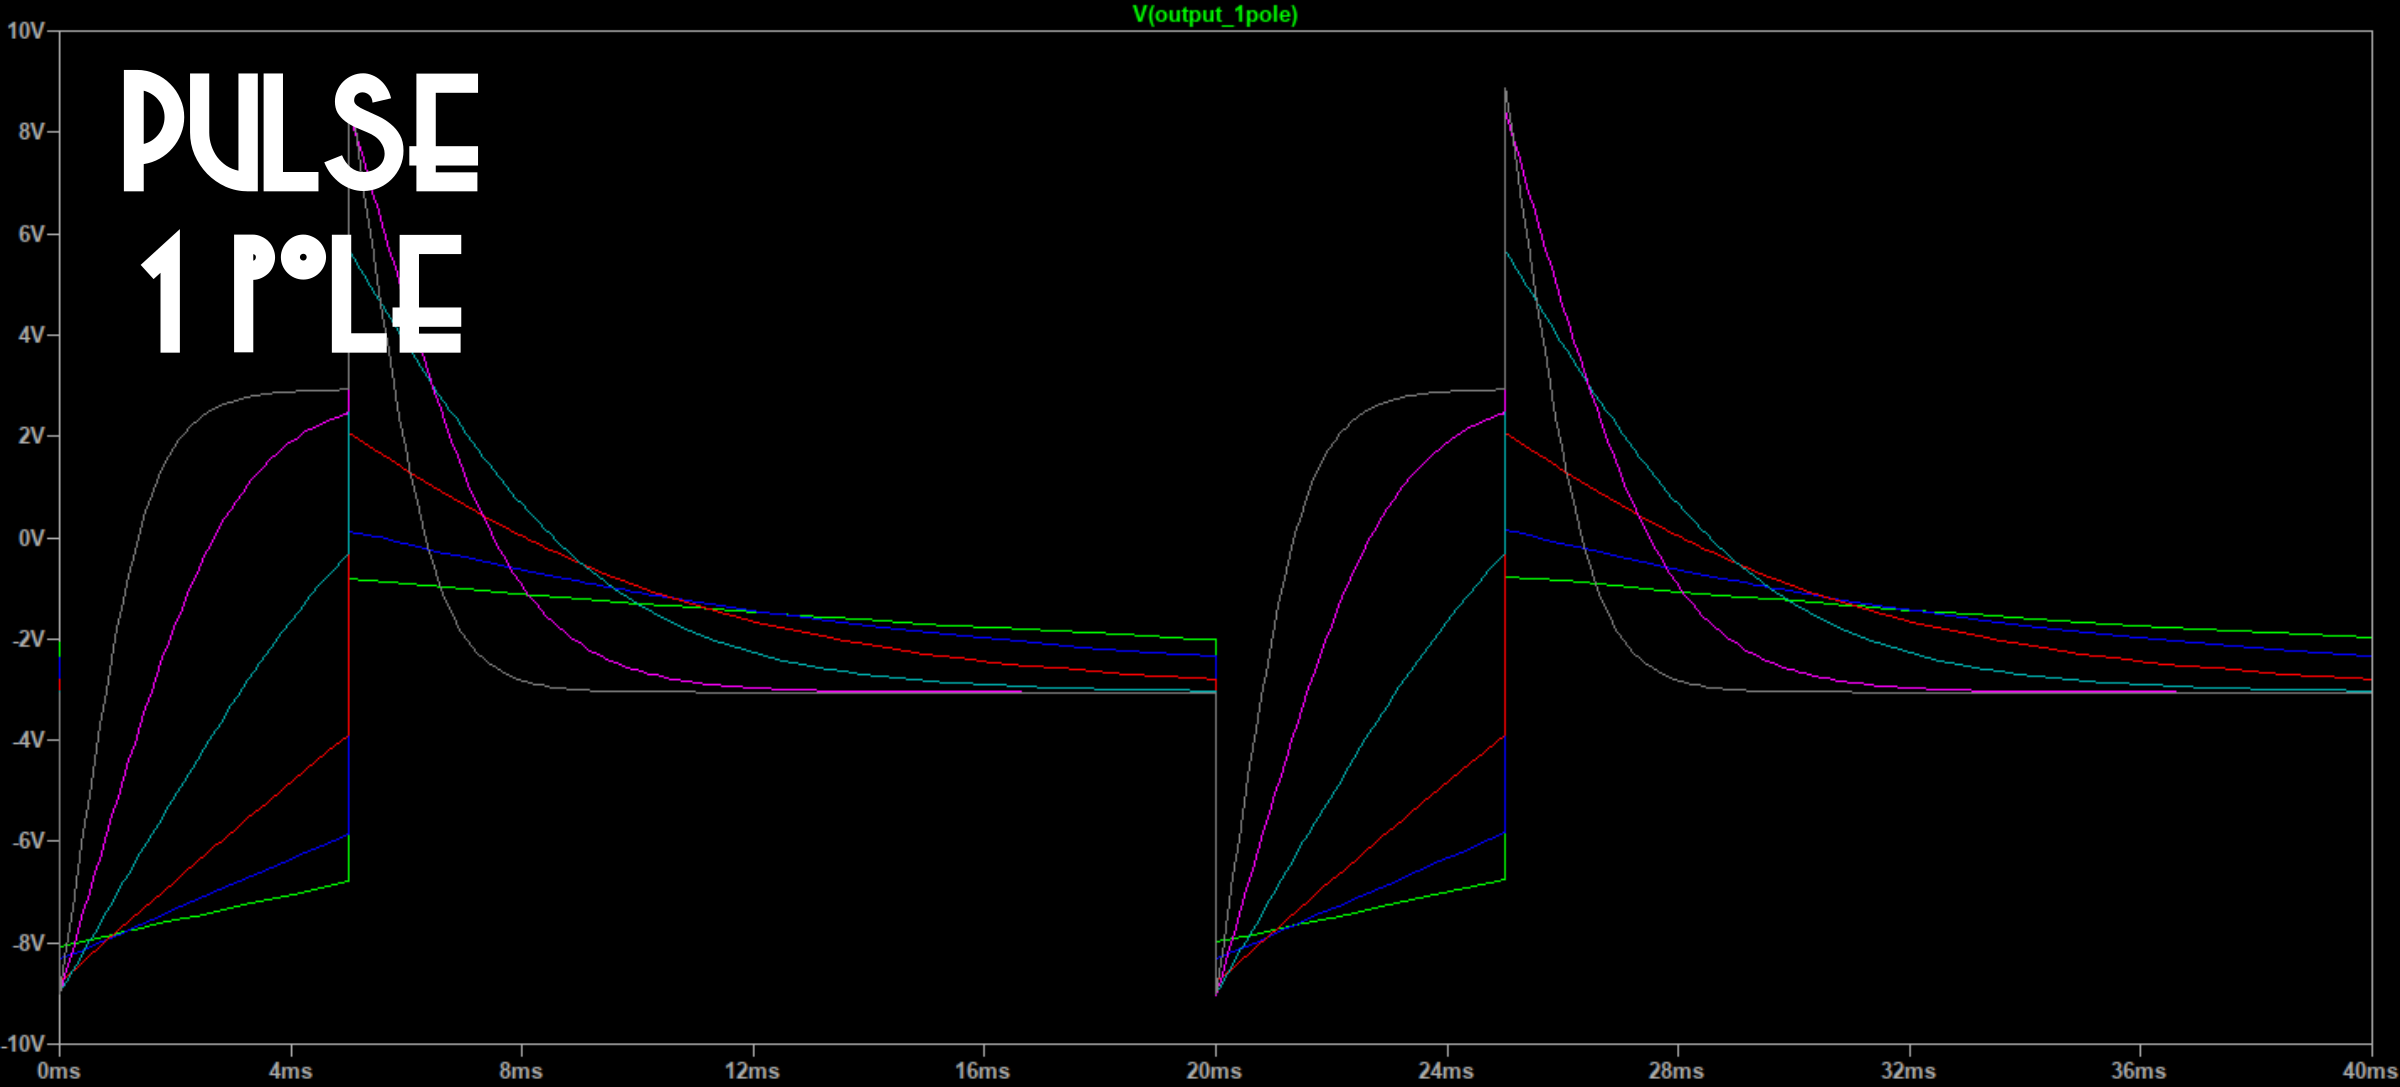 V(output_1pole)
10V
8V
6V
4V
2V
0V
-2V
-4V
-6V
-8V
-10V
PULSE
1 POLE
0ms 4ms 8ms 12ms 16ms 20ms 24ms 28ms 32ms 36ms 40ms